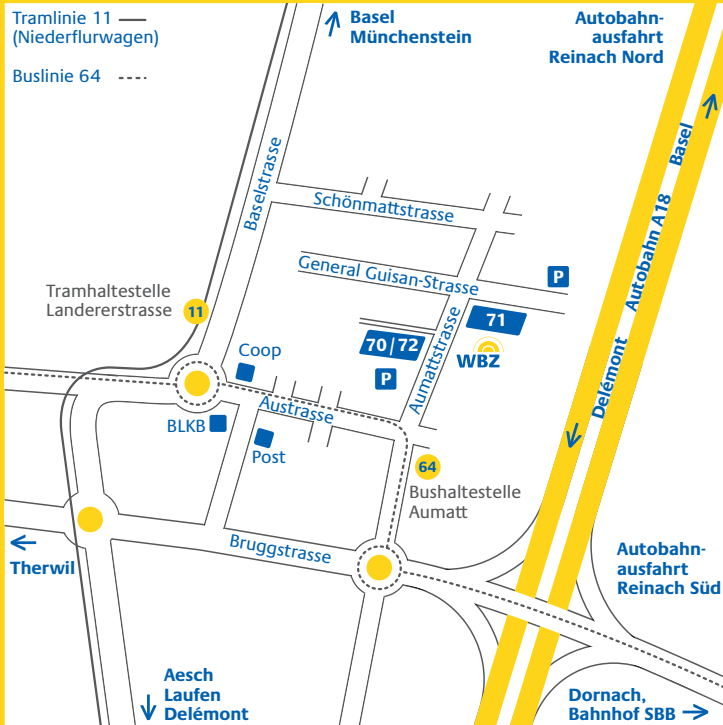 Tramlinie 11
(Niederflurwagen)
Buslinie 64
Basel
Münchenstein
Autobahn-
ausfahrt
Reinach Nord
Baselstrasse
Schönmattstrasse
General Guisan-Strasse
P
Autobahn A18 Basel
Delémont
Tramhaltestelle
Landererstrasse
11
71
70|72
WBZ
Aumattstrasse
P
Coop
Austrasse
BLKB
Post
64
Bushaltestelle
Aumatt
Bruggstrasse
Therwil
Autobahn-
ausfahrt
Reinach Süd
Aesch
Laufen
Delémont
Dornach,
Bahnhof SBB